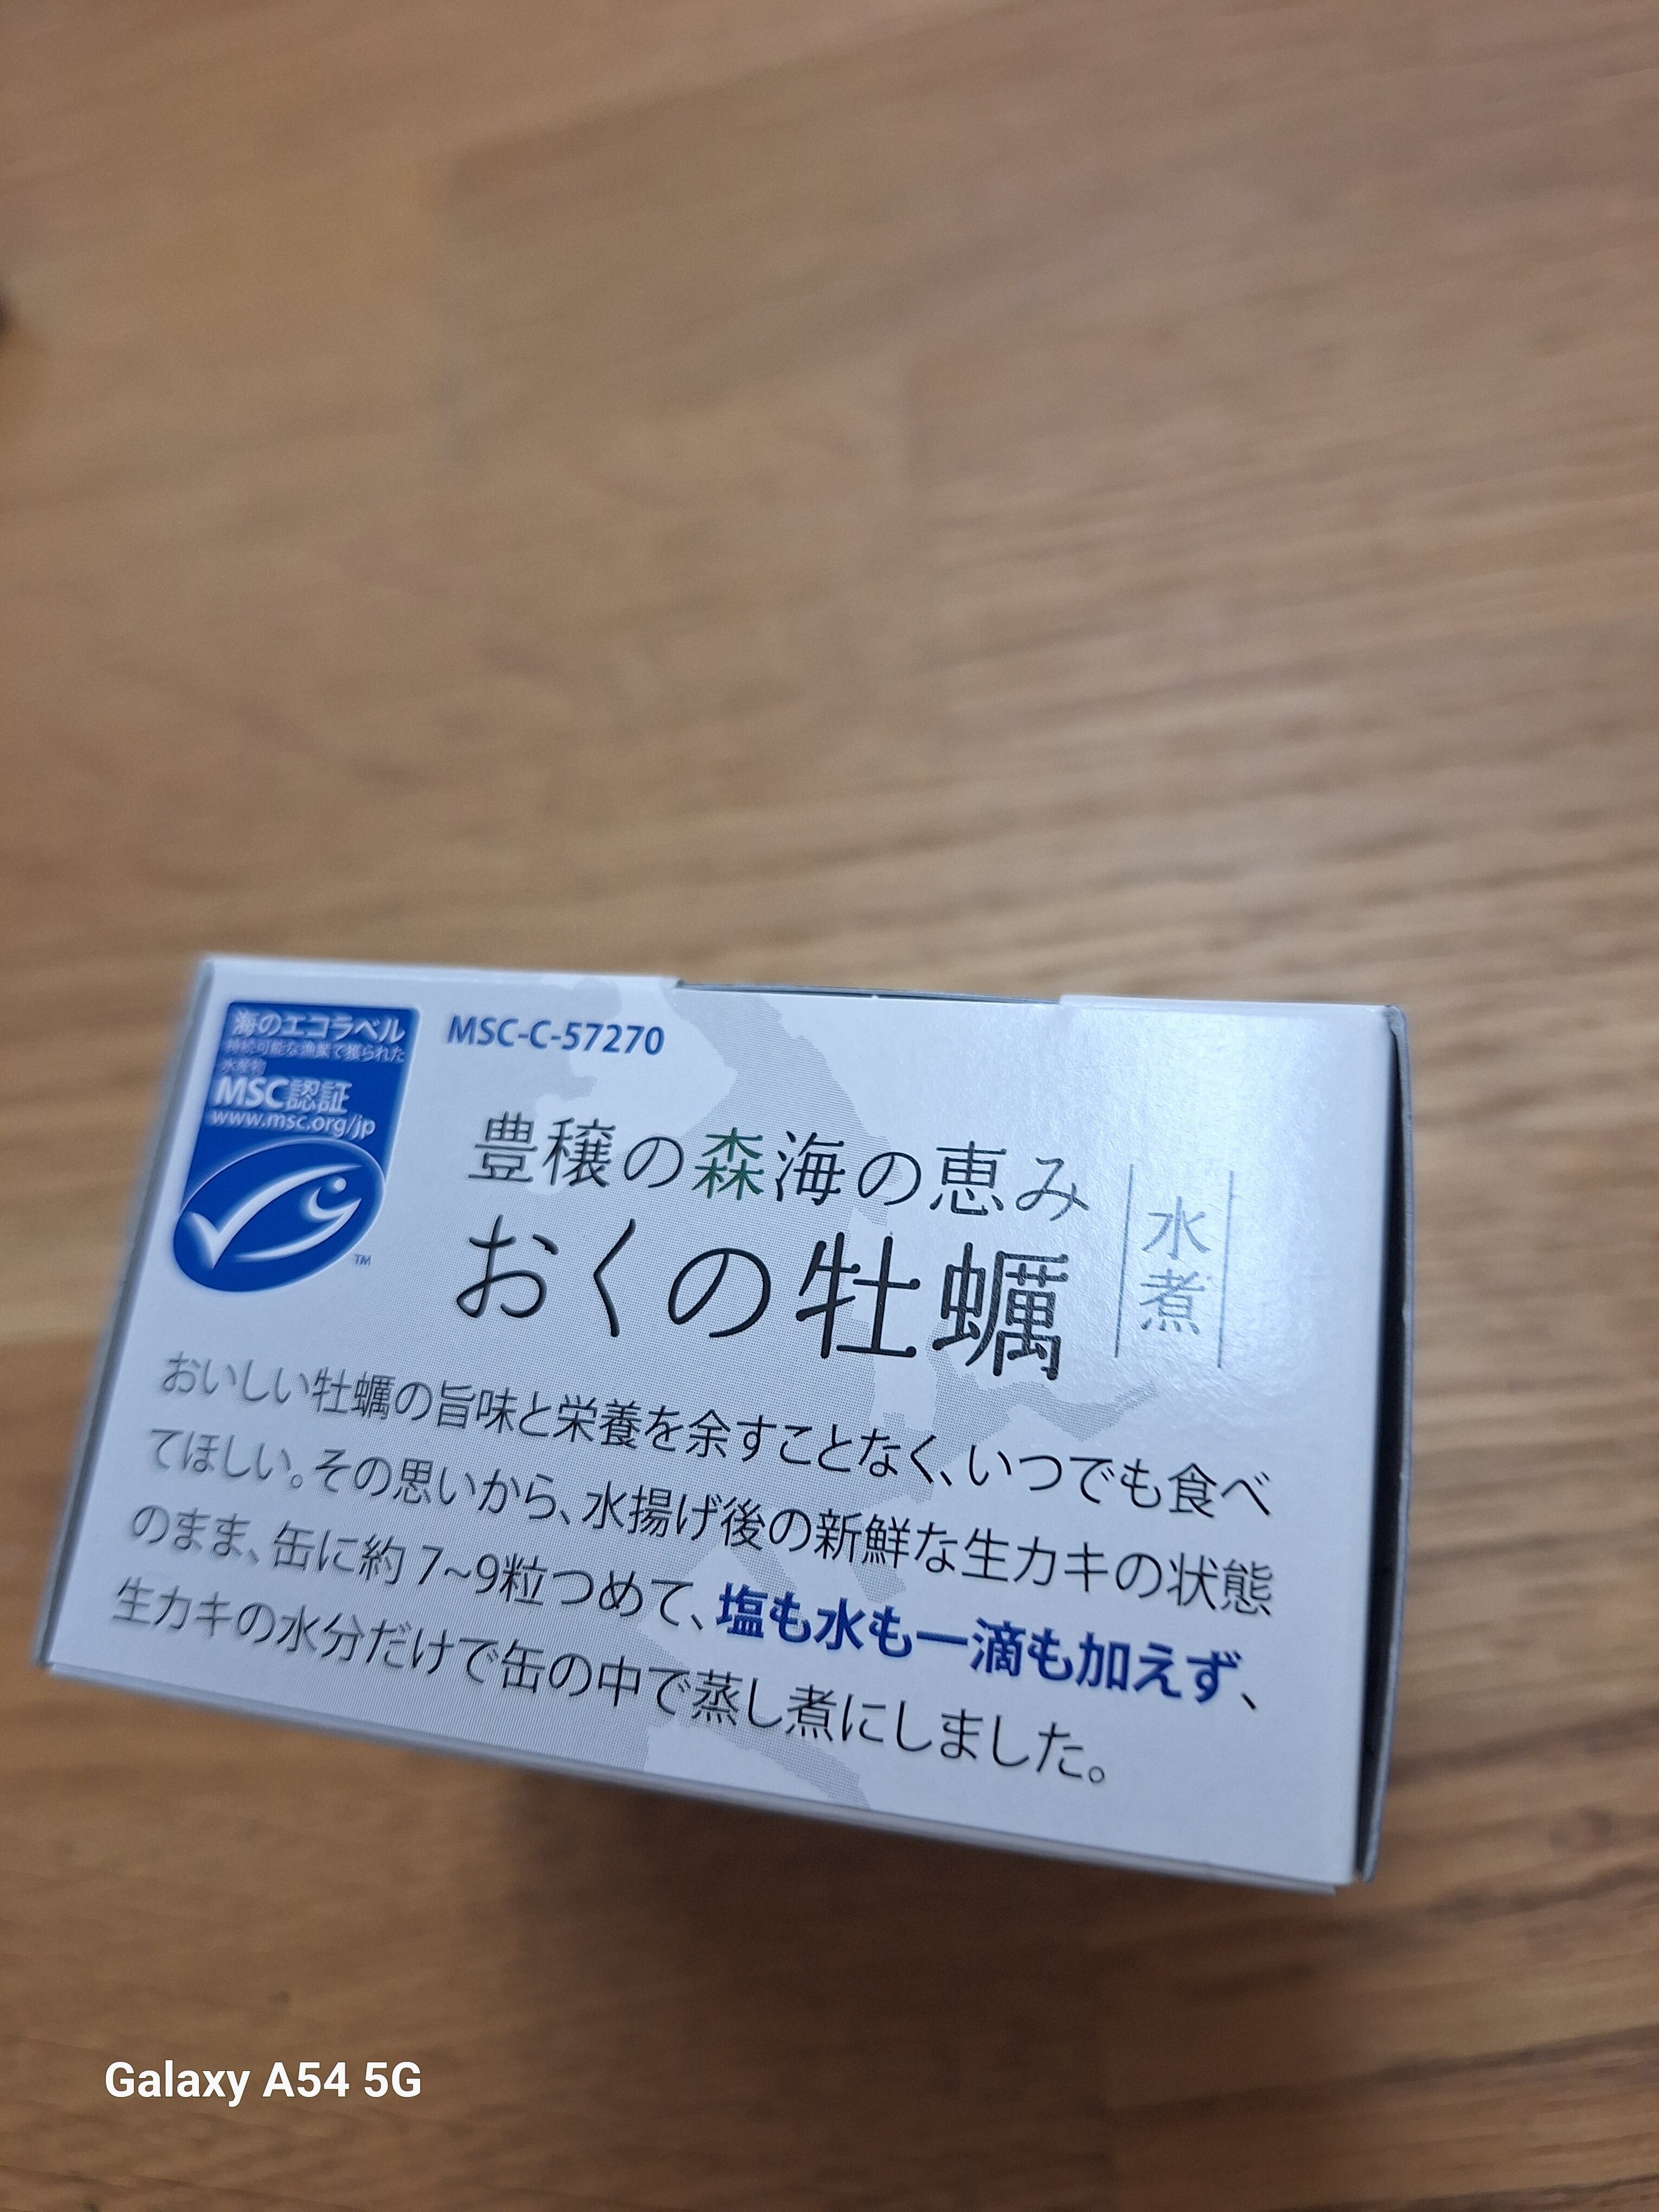 海のエコラベル
持続可能な漁業で獲られた
水産物
MSC認証
www.msc.org/jp
TM
MSC-C-57270
豊穣の森海の恵み
おくの牡蠣
水煮
おいしい牡蠣の旨味と栄養を余すことなく、いつでも食べ
てほしい。その思いから、水揚げ後の新鮮な生カキの状態
のまま、缶に約 7~9粒つめて、塩も水も一滴も加えず、
生カキの水分だけで缶の中で蒸し煮にしました。
Galaxy A54 5G